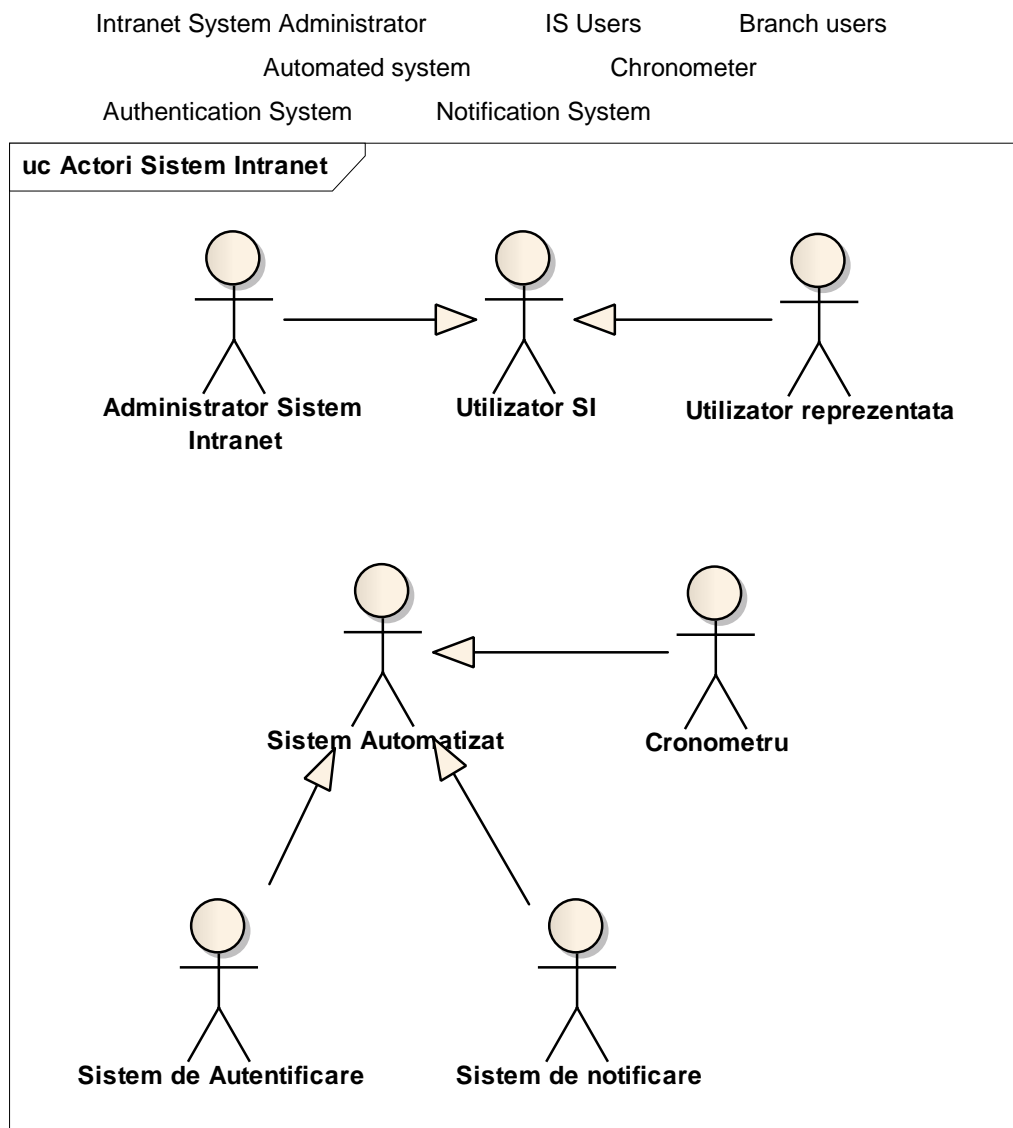 Intranet System Administrator IS Users Branch users
Automated system Chronometer
Authentication System Notification System
uc Actori Sistem Intranet
Administrator Sistem
Intranet
Utilizator SI
Utilizator reprezentata
Sistem Automatizat
Cronometru
Sistem de Autentificare
Sistem de notificare